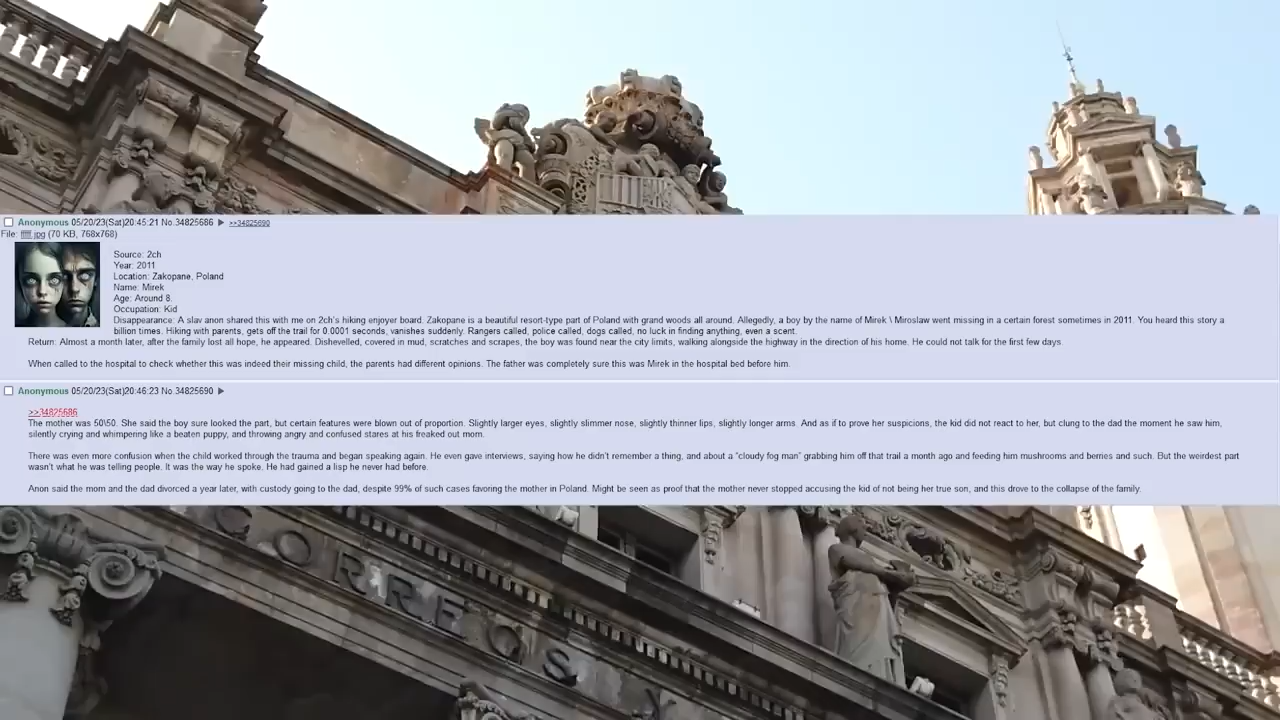 Anonymous 05/20/23(Sat)20:45:21 No.34825686 ▶ >>34825690
File: fffff.jpg (70 KB, 768x768)
Source: 2ch
Year: 2011
Location: Zakopane, Poland
Name: Mirek
Age: Around 8.
Occupation: Kid
Disappearance: A slav anon shared this with me on 2ch's hiking enjoyer board. Zakopane is a beautiful resort-type part of Poland with grand woods all around. Allegedly, a boy by the name of Mirek \ Miroslaw went missing in a certain forest sometimes in 2011. You heard this story a
billion times. Hiking with parents, gets off the trail for 0.0001 seconds, vanishes suddenly. Rangers called, police called, dogs called, no luck in finding anything, even a scent.
Return: Almost a month later, after the family lost all hope, he appeared. Dishevelled, covered in mud, scratches and scrapes, the boy was found near the city limits, walking alongside the highway in the direction of his home. He could not talk for the first few days.
When called to the hospital to check whether this was indeed their missing child, the parents had different opinions. The father was completely sure this was Mirek in the hospital bed before him.
Anonymous 05/20/23(Sat)20:46:23 No.34825690 ▶
>>34825686
The mother was 50\50. She said the boy sure looked the part, but certain features were blown out of proportion. Slightly larger eyes, slightly slimmer nose, slightly thinner lips, slightly longer arms. And as if to prove her suspicions, the kid did not react to her, but clung to the dad the moment he saw him,
silently crying and whimpering like a beaten puppy, and throwing angry and confused stares at his freaked out mom.
There was even more confusion when the child worked through the trauma and began speaking again. He even gave interviews, saying how he didn't remember a thing, and about a "cloudy fog man" grabbing him off that trail a month ago and feeding him mushrooms and berries and such. But the weirdest part
wasn't what he was telling people. It was the way he spoke. He had gained a lisp he never had before.
Anon said the mom and the dad divorced a year later, with custody going to the dad, despite 99% of such cases favoring the mother in Poland. Might be seen as proof that the mother never stopped accusing the kid of not being her true son, and this drove to the collapse of the family.
CORREOS Y